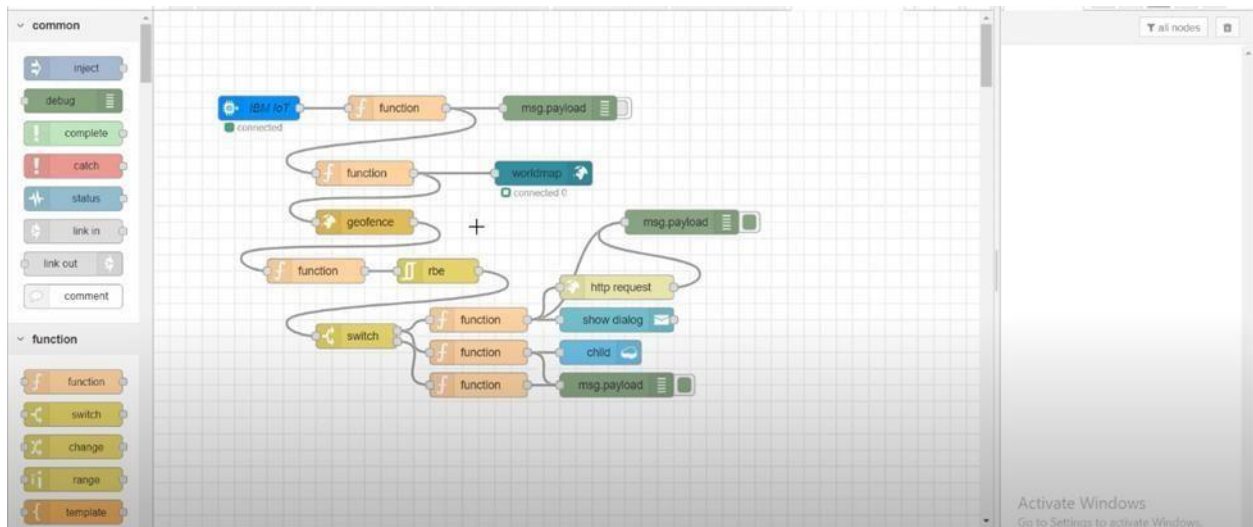 common
all nodes
inject
debug
complete
catch
status
link in
link out
comment
function
function
switch
change
range
template
IBM IoT
function
msg.payload
connected
function
worldmap
connected 0
geofence
msg.payload
function
rbe
http request
switch
function
show dialog
function
child
function
msg.payload
Activate Windows
Go to Settings to activate Windows.